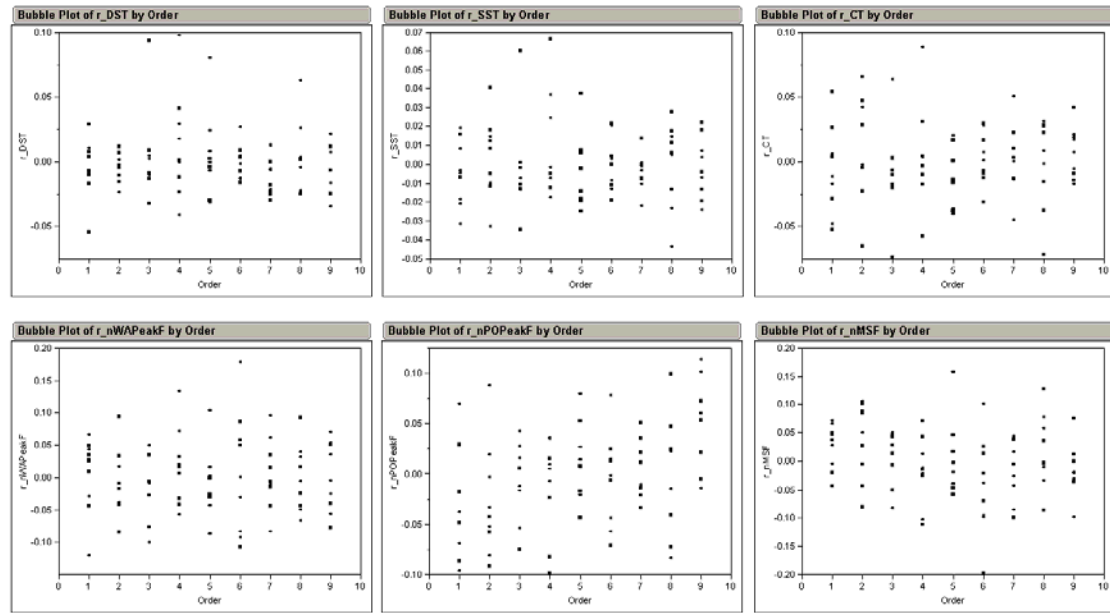 Bubble Plot of r_DST by Order
0.10
0.05
0.00
-0.05
r_DST
0 1 2 3 4 5 6 7 8 9 10
Order
Bubble Plot of r_SST by Order
0.07
0.06
0.05
0.04
0.03
0.02
0.01
0.00
-0.01
-0.02
-0.03
-0.04
-0.05
r_SST
0 1 2 3 4 5 6 7 8 9 10
Order
Bubble Plot of r_CT by Order
0.10
0.05
0.00
-0.05
r_CT
0 1 2 3 4 5 6 7 8 9 10
Order
Bubble Plot of r_nWAPeakF by Order
0.20
0.15
0.10
0.05
0.00
-0.05
-0.10
r_nWAPeakF
0 1 2 3 4 5 6 7 8 9 10
Order
Bubble Plot of r_nPOPeakF by Order
0.10
0.05
0.00
-0.05
-0.10
r_nPOPeakF
0 1 2 3 4 5 6 7 8 9 10
Order
Bubble Plot of r_nMSF by Order
0.20
0.15
0.10
0.05
0.00
-0.05
-0.10
-0.15
-0.20
r_nMSF
0 1 2 3 4 5 6 7 8 9 10
Order